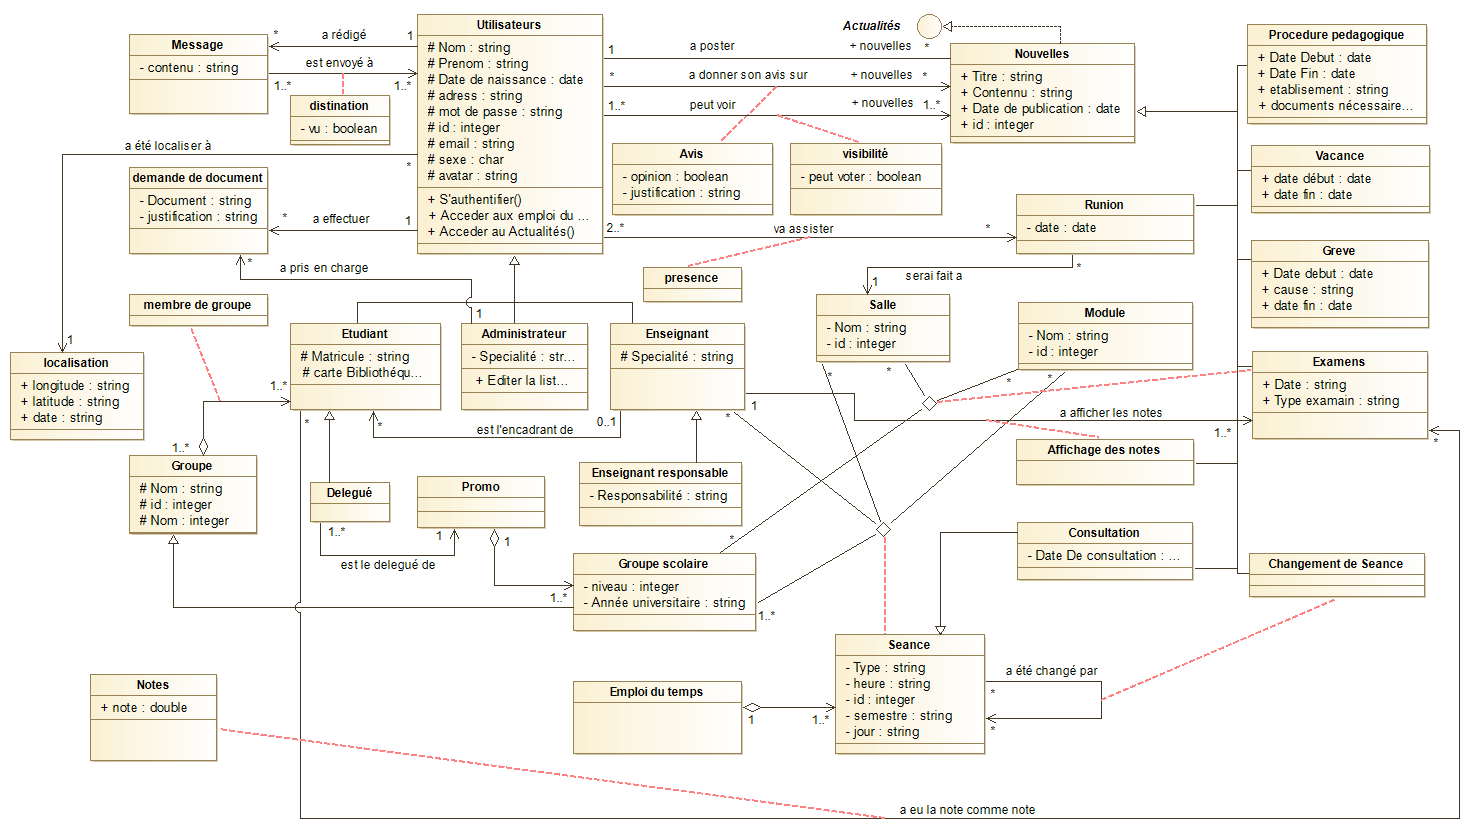 Message
- contenu : string
a rédigé
*
1
est envoyé à
1..*
1..*
distination
- vu : boolean
Utilisateurs
# Nom : string
# Prenom : string
# Date de naissance : date
# adress : string
# mot de passe : string
# id : integer
# email : string
# sexe : char
# avatar : string
+ S'authentifier()
+ Acceder aux emploi du ...
+ Acceder au Actualités()
Actualités
1
a poster
+ nouvelles
*
*
a donner son avis sur
+ nouvelles
*
1..*
peut voir
+ nouvelles
1..*
Nouvelles
+ Titre : string
+ Contennu : string
+ Date de publication : date
+ id : integer
Procedure pedagogique
+ Date Debut : date
+ Date Fin : date
+ etablisement : string
+ documents nécessaire...
a été localiser à
*
1
demande de document
- Document : string
- justification : string
*
a effectuer
1
a pris en charge
*
1
Avis
- opinion : boolean
- justification : string
visibilité
- peut voter : boolean
Vacance
+ date début : date
+ date fin : date
Runion
- date : date
2..*
va assister
*
presence
serai fait a
*
1
Greve
+ Date debut : date
+ cause : string
+ date fin : date
membre de groupe
Etudiant
# Matricule : string
# carte Bibliothéqu...
Administrateur
- Specialité : str...
+ Editer la list...
Enseignant
# Specialité : string
Salle
- Nom : string
- id : integer
Module
- Nom : string
- id : integer
Examens
+ Date : string
+ Type examain : string
localisation
+ longitude : string
+ latitude : string
+ date : string
1..*
1..*
*
*
est l'encadrant de
0..1
*
1
*
*
*
*
a afficher les notes
1..*
*
Groupe
# Nom : string
# id : integer
# Nom : integer
Delegué
1..*
est le delegué de
1
Promo
1
1..*
Enseignant responsable
- Responsabilité : string
Affichage des notes
*
Groupe scolaire
- niveau : integer
- Année universitaire : string
1..*
Consultation
- Date De consultation : ...
Changement de Seance
Seance
- Type : string
- heure : string
- id : integer
- semestre : string
- jour : string
a été changé par
*
*
Emploi du temps
1
1..*
Notes
+ note : double
a eu la note comme note